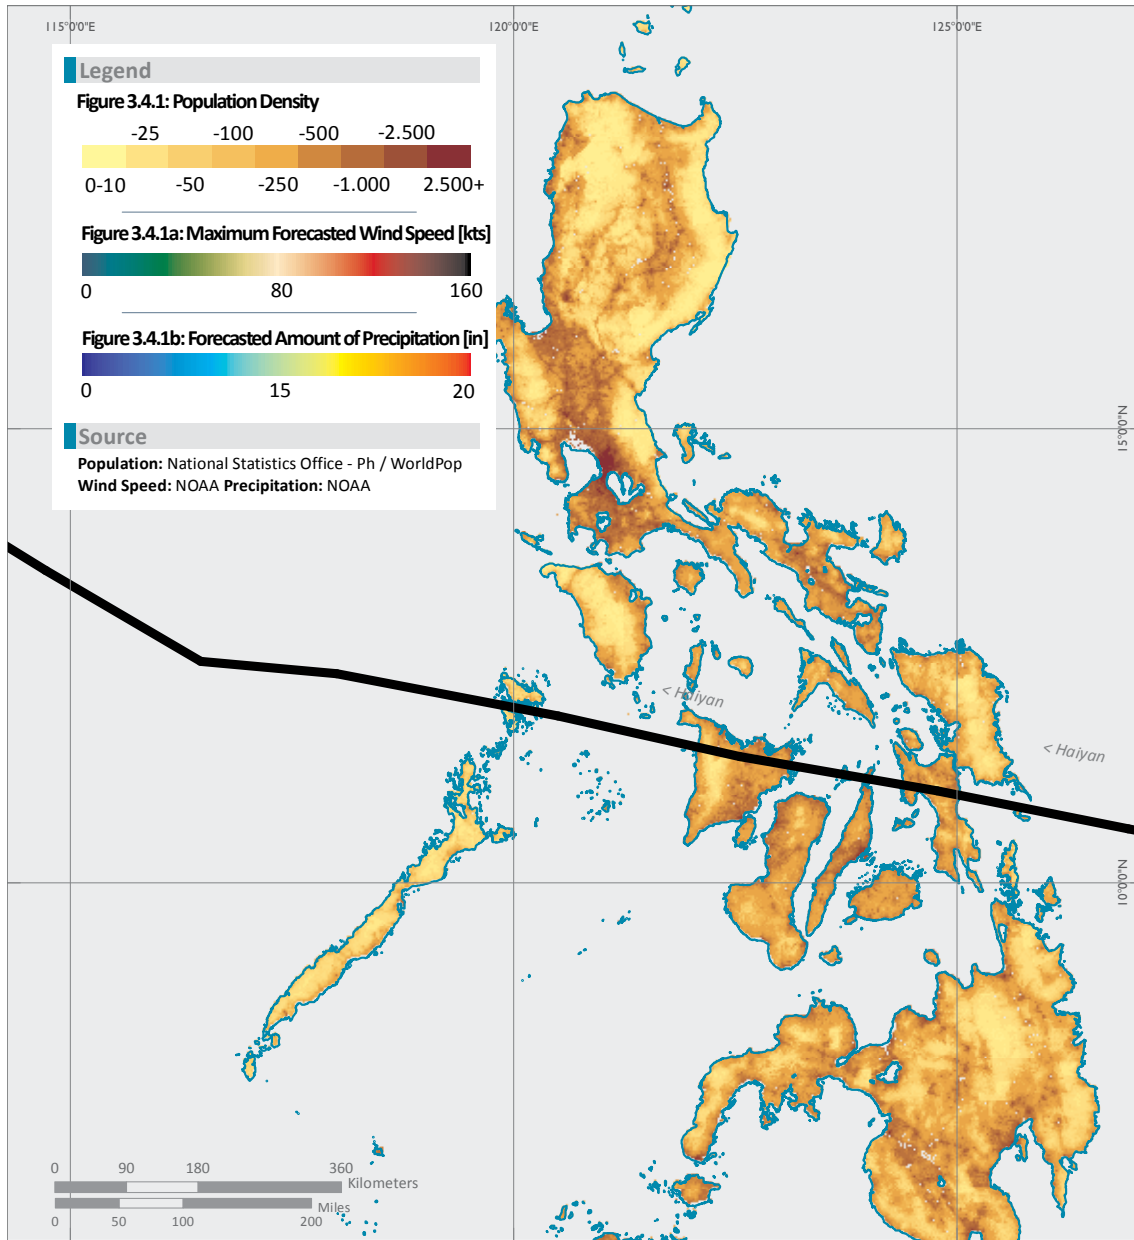 115°0'0"E 120°0'0"E 125°0'0"E
Legend
Figure 3.4.1: Population Density
-25 -100 -500 -2.500
0-10 -50 -250 -1.000 2.500+
Figure 3.4.1a: Maximum Forecasted Wind Speed [kts]
0 80 160
Figure 3.4.1b: Forecasted Amount of Precipitation [in]
0 15 20
Source
Population: National Statistics Office - Ph / WorldPop
Wind Speed: NOAA Precipitation: NOAA
15°0'0"N
< Haiyan
< Haiyan
10°0'0"N
0 90 180 360
Kilometers
Miles
0 50 100 200